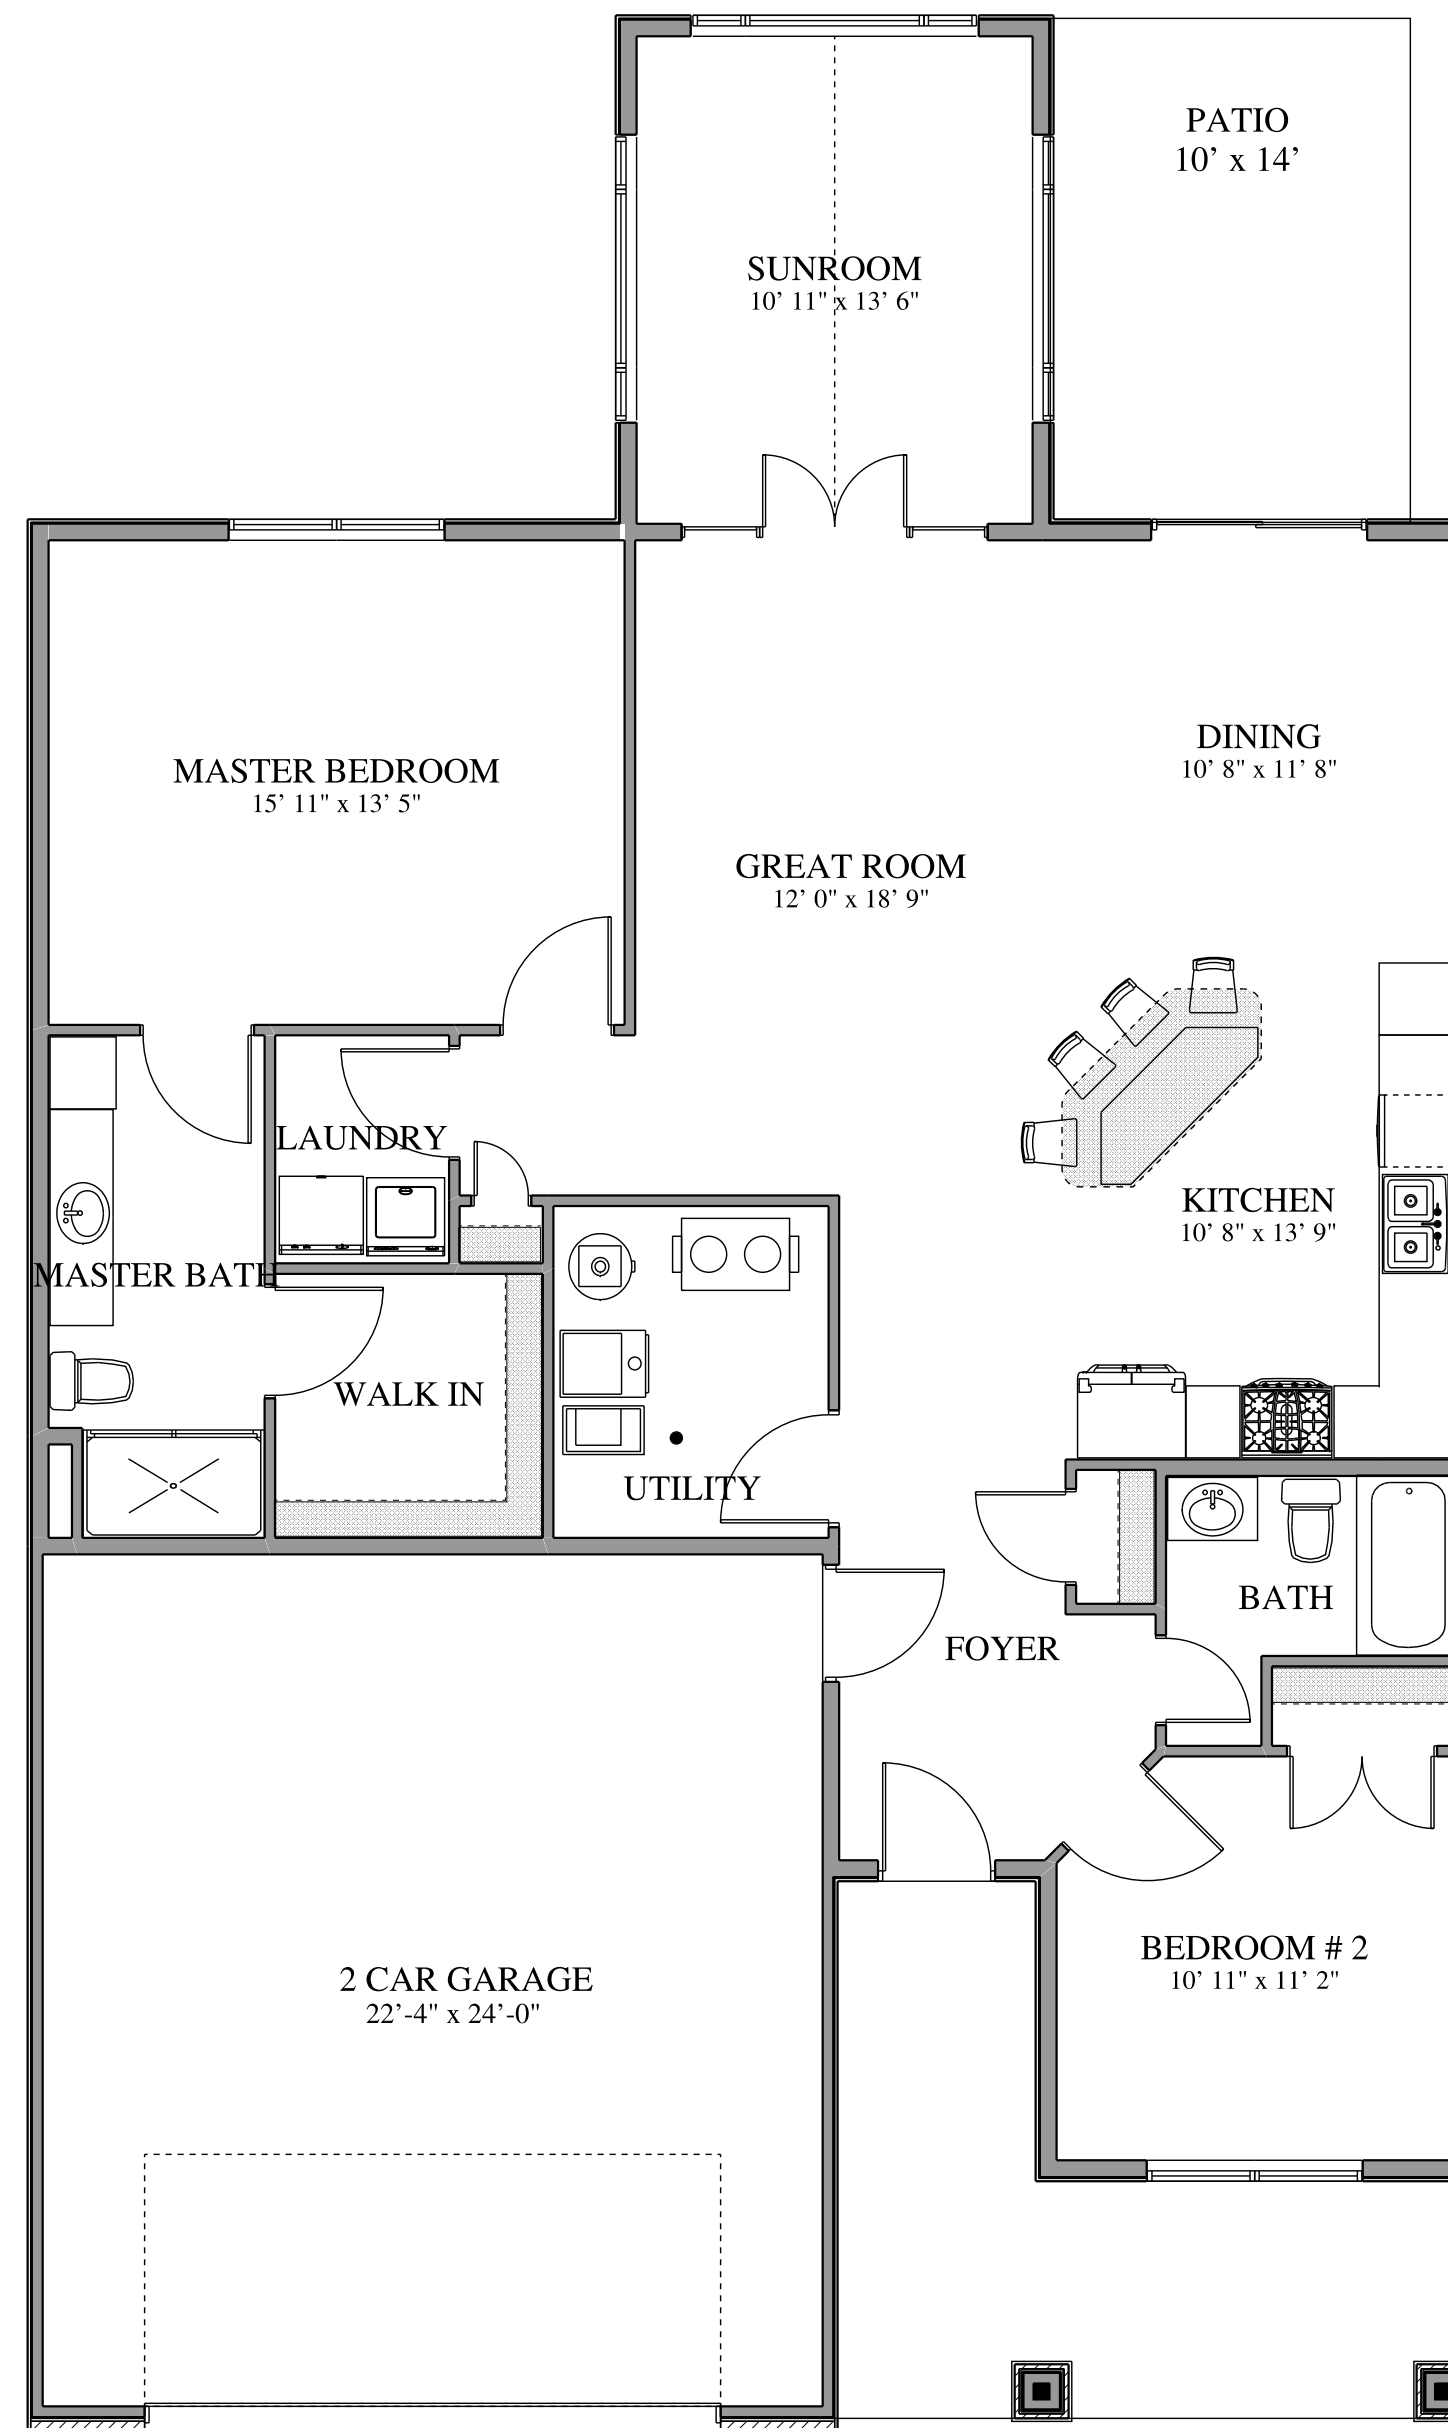 PATIO
10’ x 14’
SUNROOM
10’ 11" x 13’ 6"
DINING
10’ 8" x 11’ 8"
MASTER BEDROOM
15’ 11" x 13’ 5"
GREAT ROOM
12’ 0" x 18’ 9"
LAUNDRY
KITCHEN
10’ 8" x 13’ 9"
MASTER BATH
WALK IN
UTILITY
BATH
FOYER
BEDROOM # 2
10’ 11" x 11’ 2"
2 CAR GARAGE
22’-4" x 24’-0"